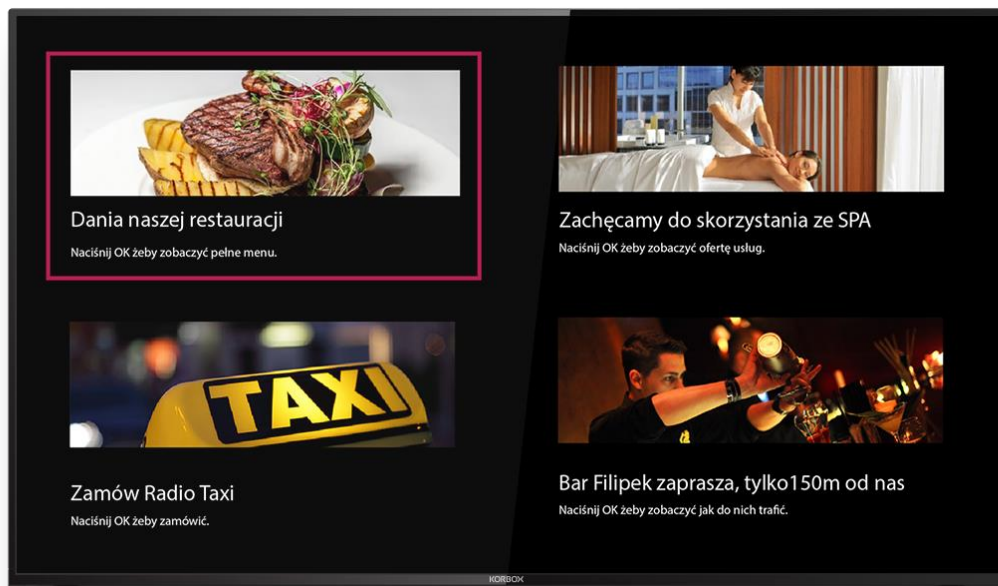 Dania naszej restauracji
Naciśnij OK żeby zobaczyć pełne menu.
Zachęcamy do skorzystania ze SPA
Naciśnij OK żeby zobaczyć ofertę usług.
TAXI
Zamów Radio Taxi
Naciśnij OK żeby zamówić.
Bar Filipek zaprasza, tylko150m od nas
Naciśnij OK żeby zobaczyć jak do nich trafić.
KORBOX